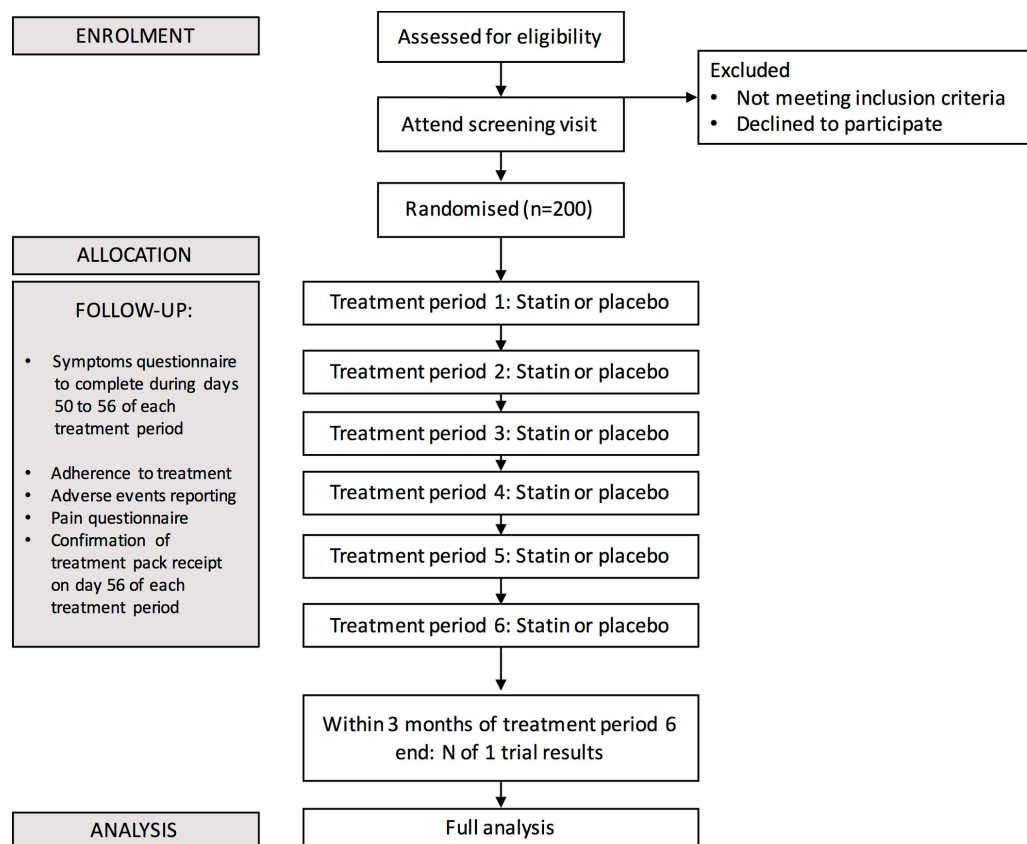 ENROLMENT
Assessed for eligibility
Excluded
• Not meeting inclusion criteria
• Declined to participate
Attend screening visit
Randomised (n=200)
ALLOCATION
FOLLOW-UP:
• Symptoms questionnaire
to complete during days
50 to 56 of each
treatment period
• Adherence to treatment
• Adverse events reporting
• Pain questionnaire
• Confirmation of
treatment pack receipt
on day 56 of each
treatment period
Treatment period 1: Statin or placebo
Treatment period 2: Statin or placebo
Treatment period 3: Statin or placebo
Treatment period 4: Statin or placebo
Treatment period 5: Statin or placebo
Treatment period 6: Statin or placebo
Within 3 months of treatment period 6
end: N of 1 trial results
ANALYSIS
Full analysis